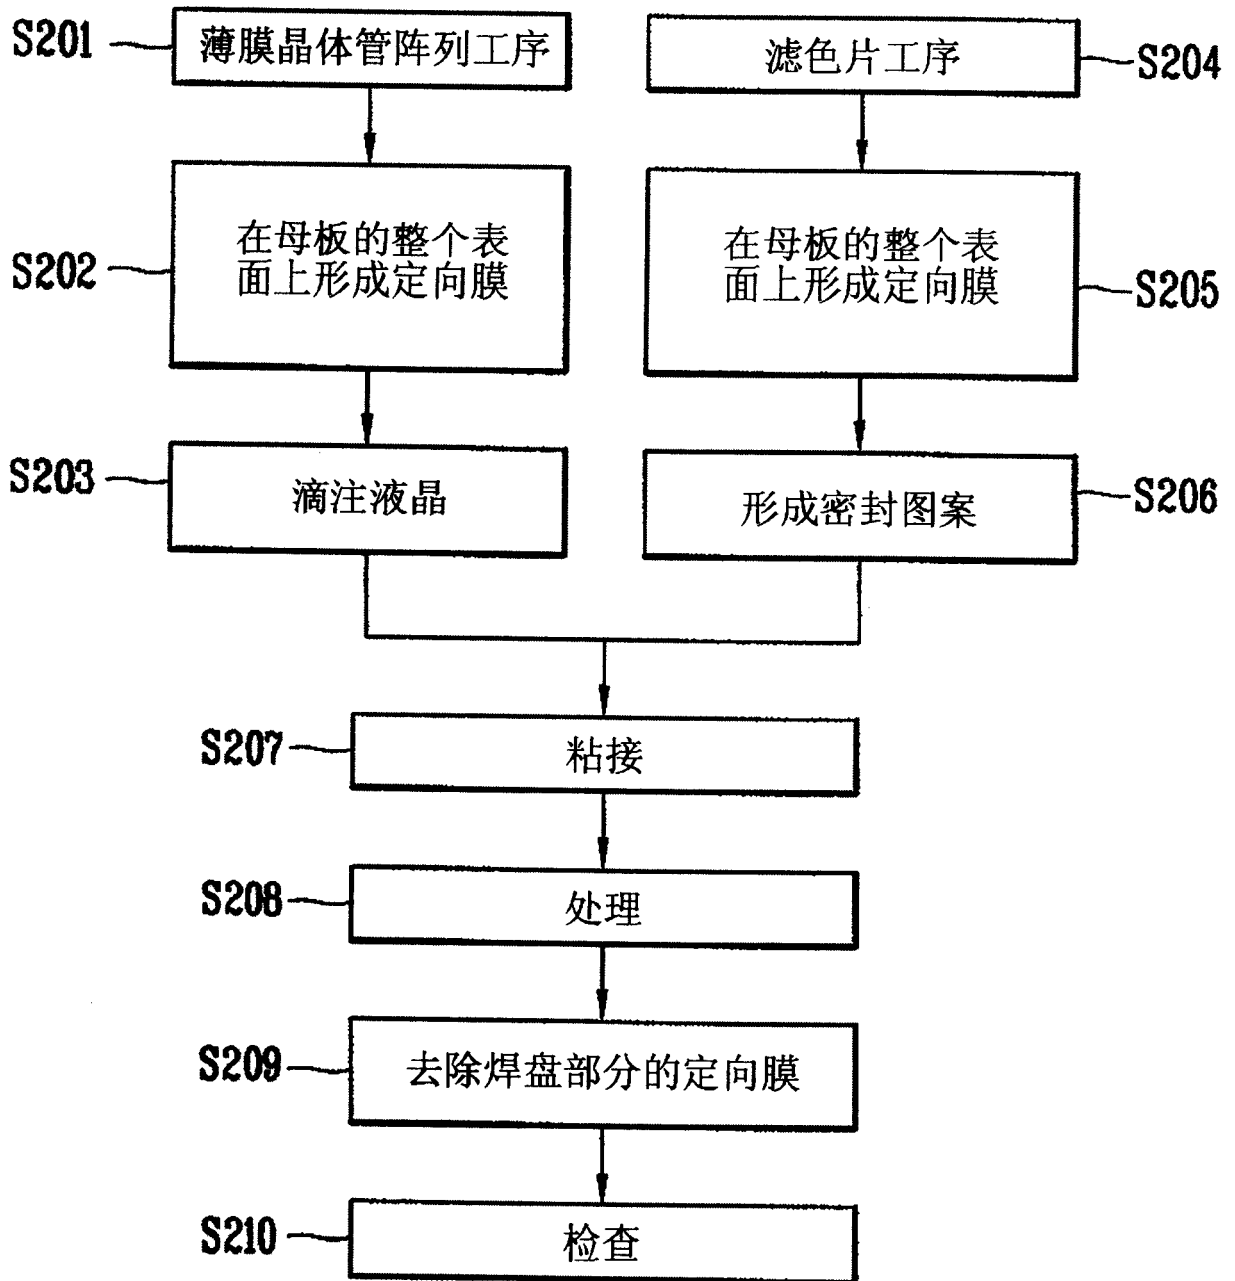 S201
薄膜晶体管阵列工序
滤色片工序
S204
S202
在母板的整个表
面上形成定向膜
在母板的整个表
面上形成定向膜
S205
S203
滴注液晶
形成密封图案
S206
S207
粘接
S208
处理
S209
去除焊盘部分的定向膜
S210
检查